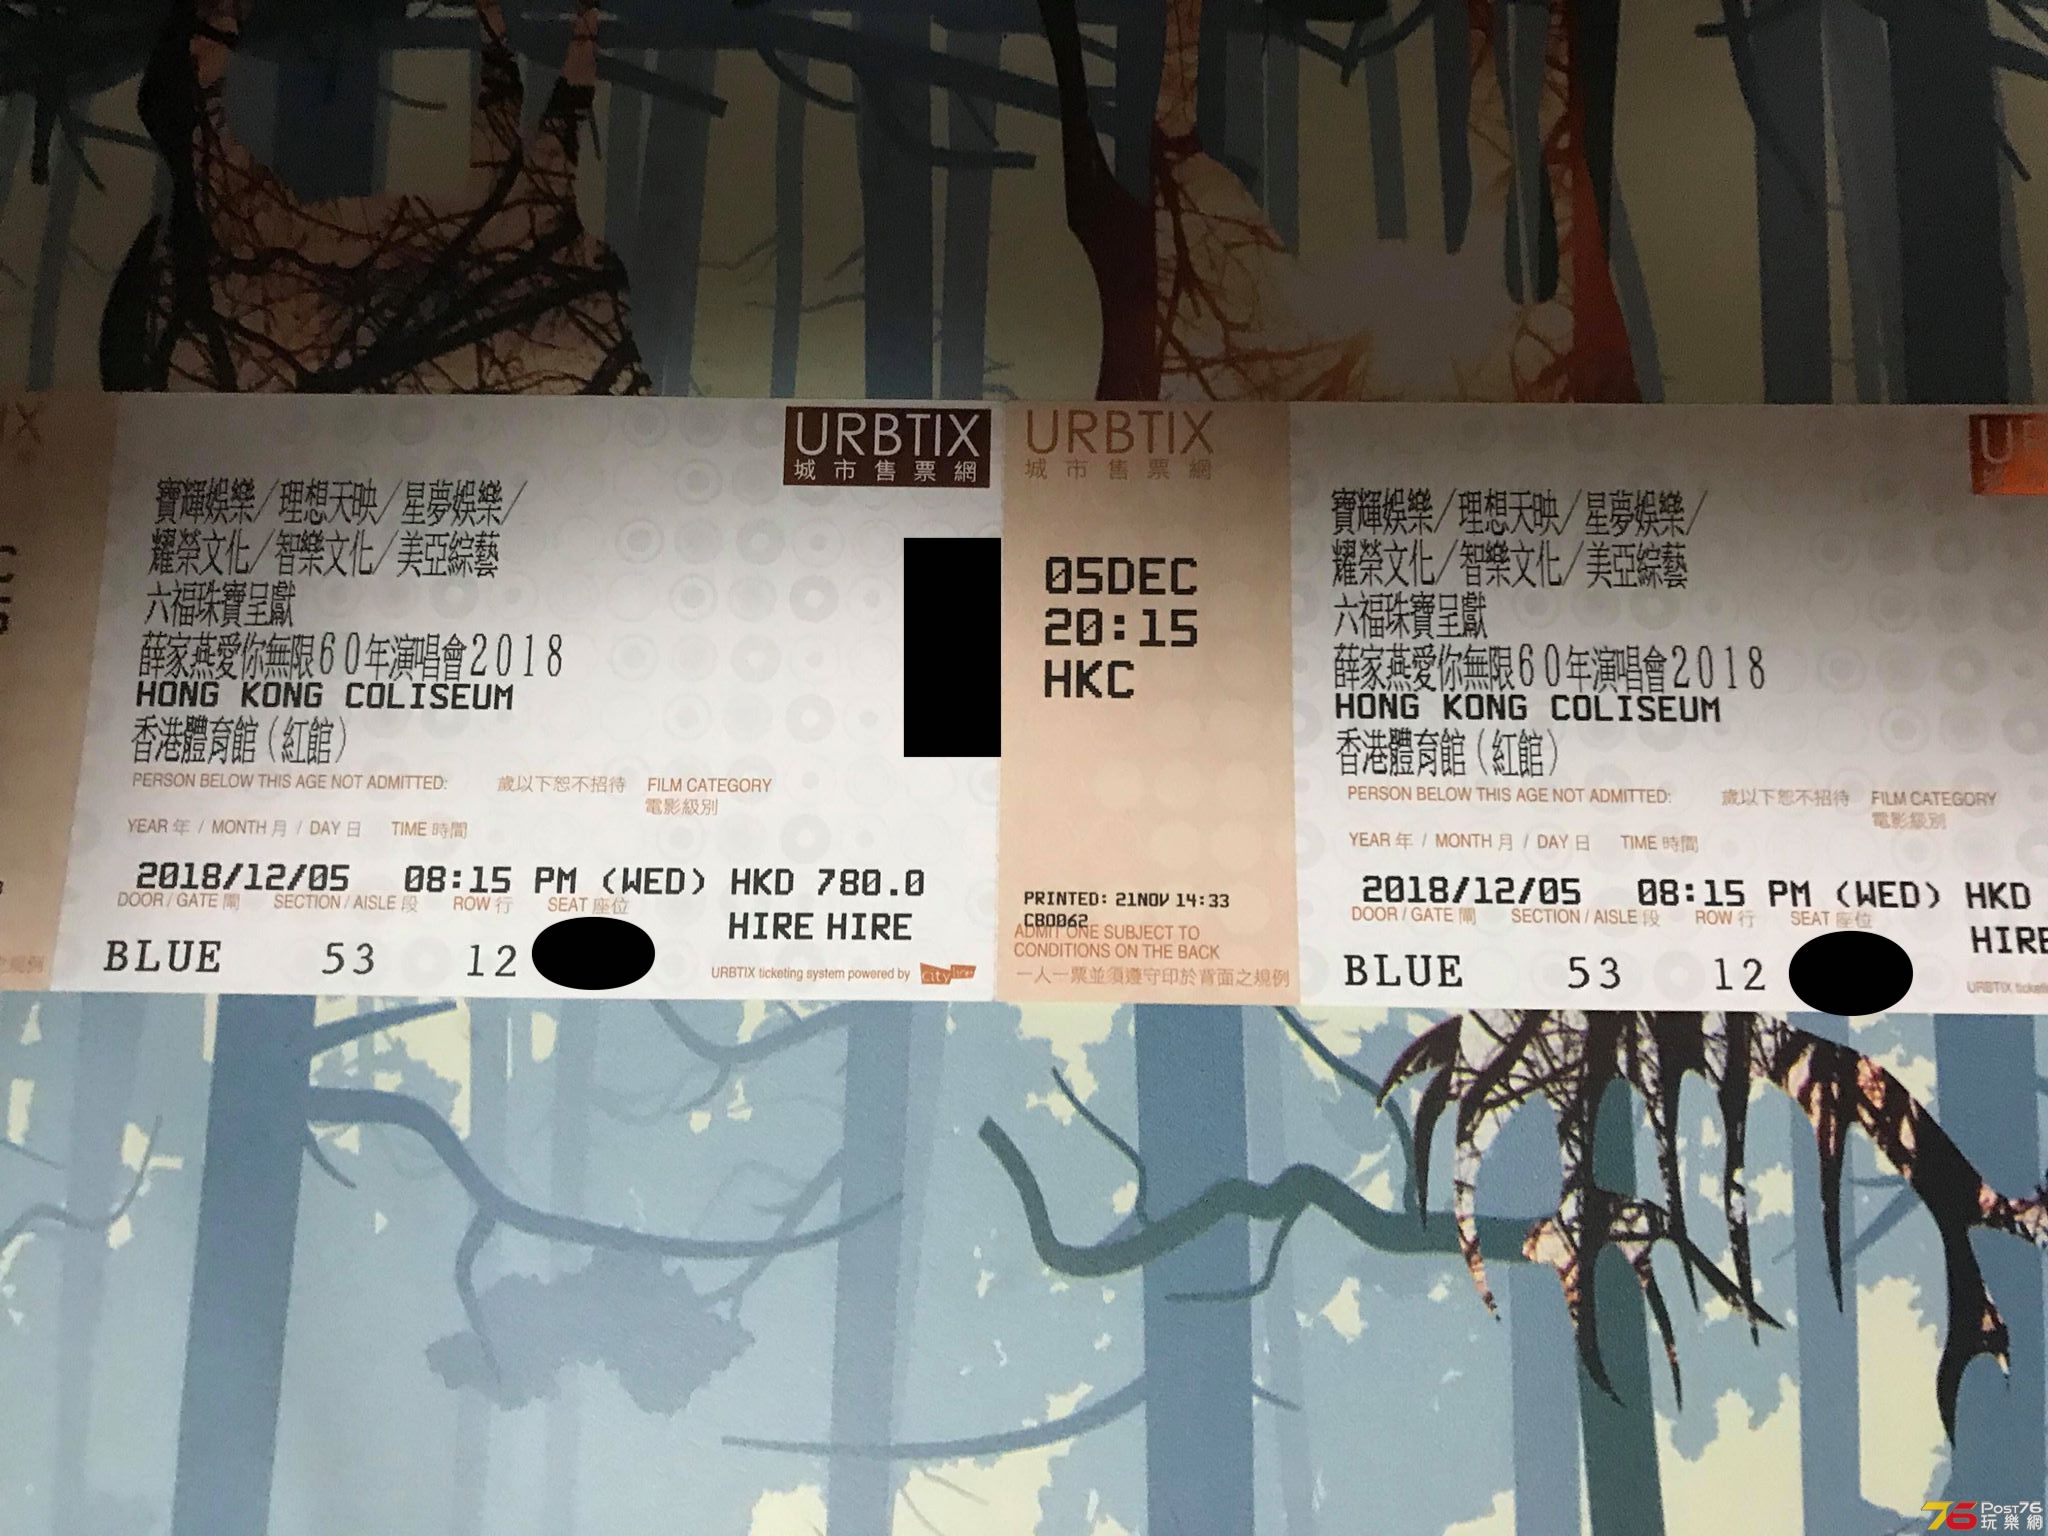 URBTIX
城市售票網
寶輝娛樂/理想天映/星夢娛樂/
耀榮文化/智樂文化/美亞綜藝
六福珠寶呈獻
薛家燕愛你無限60年演唱會2018
HONG KONG COLISEUM
香港體育館(紅館)
PERSON BELOW THIS AGE NOT ADMITTED: 歲以下恕不招待 FILM CATEGORY
電影級別
YEAR 年 / MONTH 月 / DAY 日 TIME 時間
2018/12/05 08:15 PM (WED) HKD 780.0
DOOR / GATE 閘 SECTION / AISLE 段 ROW 行 SEAT 座位
HIRE HIRE
BLUE 53 12
URBTIX ticketing system powered by cityline
URBTIX
城市售票網
05DEC
20:15
HKC
PRINTED: 21NOV 14:33
CB0062
ADMIT ONE SUBJECT TO
CONDITIONS ON THE BACK
一人一票並須遵守印於背面之規例
寶輝娛樂/理想天映/星夢娛樂/
耀榮文化/智樂文化/美亞綜藝
六福珠寶呈獻
薛家燕愛你無限60年演唱會2018
HONG KONG COLISEUM
香港體育館(紅館)
PERSON BELOW THIS AGE NOT ADMITTED: 歲以下恕不招待 FILM CATEGORY
電影級別
YEAR 年 / MONTH 月 / DAY 日 TIME 時間
2018/12/05 08:15 PM (WED) HKD
DOOR / GATE 閘 SECTION / AISLE 段 ROW 行 SEAT 座位
HIRE
BLUE 53 12
URBTIX
76 Post76
玩樂網